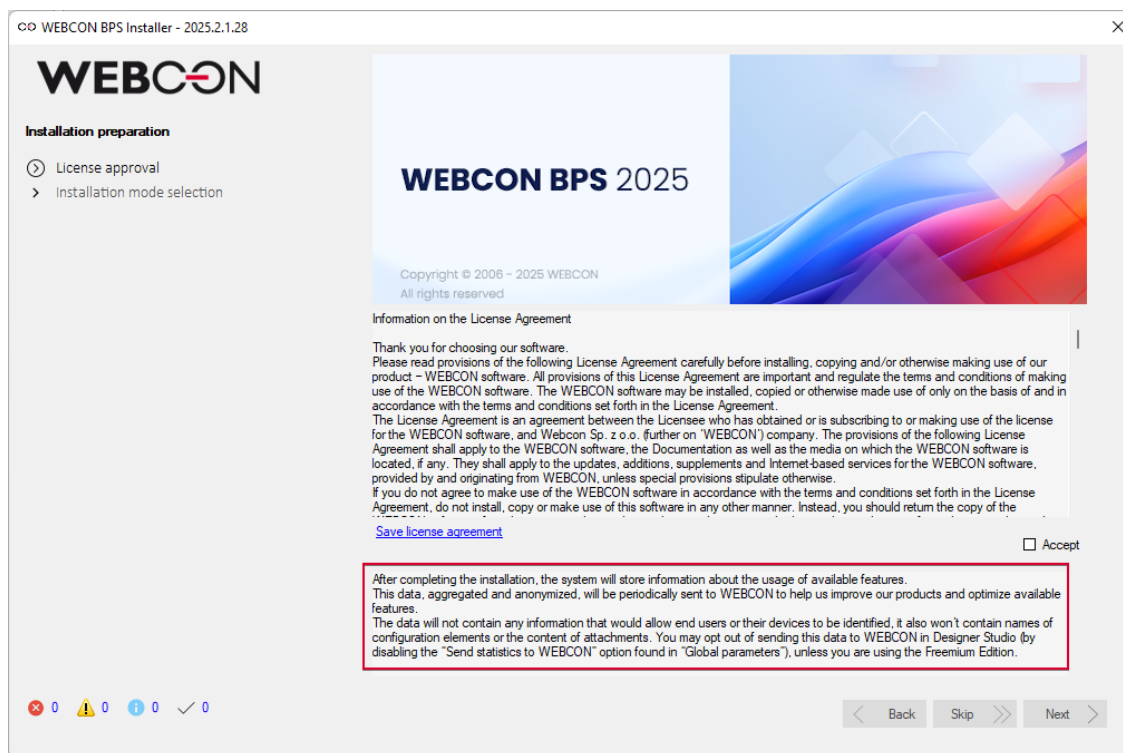 WEBCON BPS Installer - 2025.2.1.28
WEBCON
Installation preparation
License approval
Installation mode selection
WEBCON BPS 2025
Copyright © 2006 - 2025 WEBCON
All rights reserved
Information on the License Agreement
Thank you for choosing our software.
Please read provisions of the following License Agreement carefully before installing, copying and/or otherwise making use of our
product – WEBCON software. All provisions of this License Agreement are important and regulate the terms and conditions of making
use of the WEBCON software. The WEBCON software may be installed, copied or otherwise made use of only on the basis of and in
accordance with the terms and conditions set forth in the License Agreement.
The License Agreement is an agreement between the Licensee who has obtained or is subscribing to or making use of the license
for the WEBCON software, and Webcon Sp. z o.o. (further on 'WEBCON') company. The provisions of the following License
Agreement shall apply to the WEBCON software, the Documentation as well as the media on which the WEBCON software is
located, if any. They shall apply to the updates, additions, supplements and Internet-based services for the WEBCON software,
provided by and originating from WEBCON, unless special provisions stipulate otherwise.
If you do not agree to make use of the WEBCON software in accordance with the terms and conditions set forth in the License
Agreement, do not install, copy or make use of this software in any other manner. Instead, you should return the copy of the
Save license agreement
Accept
After completing the installation, the system will store information about the usage of available features.
This data, aggregated and anonymized, will be periodically sent to WEBCON to help us improve our products and optimize available
features.
The data will not contain any information that would allow end users or their devices to be identified, it also won't contain names of
configuration elements or the content of attachments. You may opt out of sending this data to WEBCON in Designer Studio (by
disabling the "Send statistics to WEBCON" option found in "Global parameters"), unless you are using the Freemium Edition.
0 0 0 0
Back Skip Next